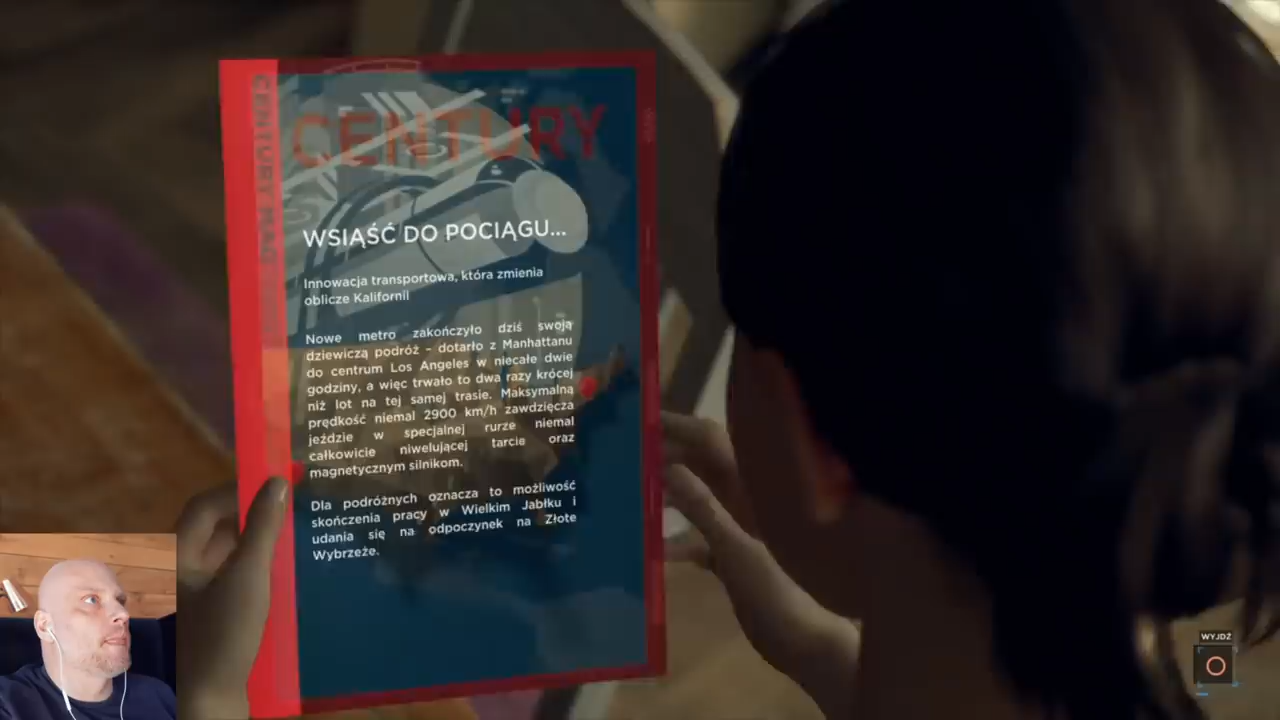 CENTURY
WSIĄŚĆ DO POCIĄGU...
Innowacja transportowa, która zmienia
oblicze Kalifornii
Nowe metro zakończyło dziś swoją
dziewiczą podróż – dotarło z Manhattanu
do centrum Los Angeles w niecałe dwie
godziny, a więc trwało to dwa razy krócej
niż lot na tej samej trasie. Maksymalna
prędkość niemal 2900 km/h zawdzięcza
jeździe w specjalnej rurze niemal
całkowicie niwelującej tarcie oraz
magnetycznym silnikom.
Dla podróżnych oznacza to możliwość
skończenia pracy w Wielkim Jabłku i
udania się na odpoczynek na Złote
Wybrzeże.
WYJDŹ